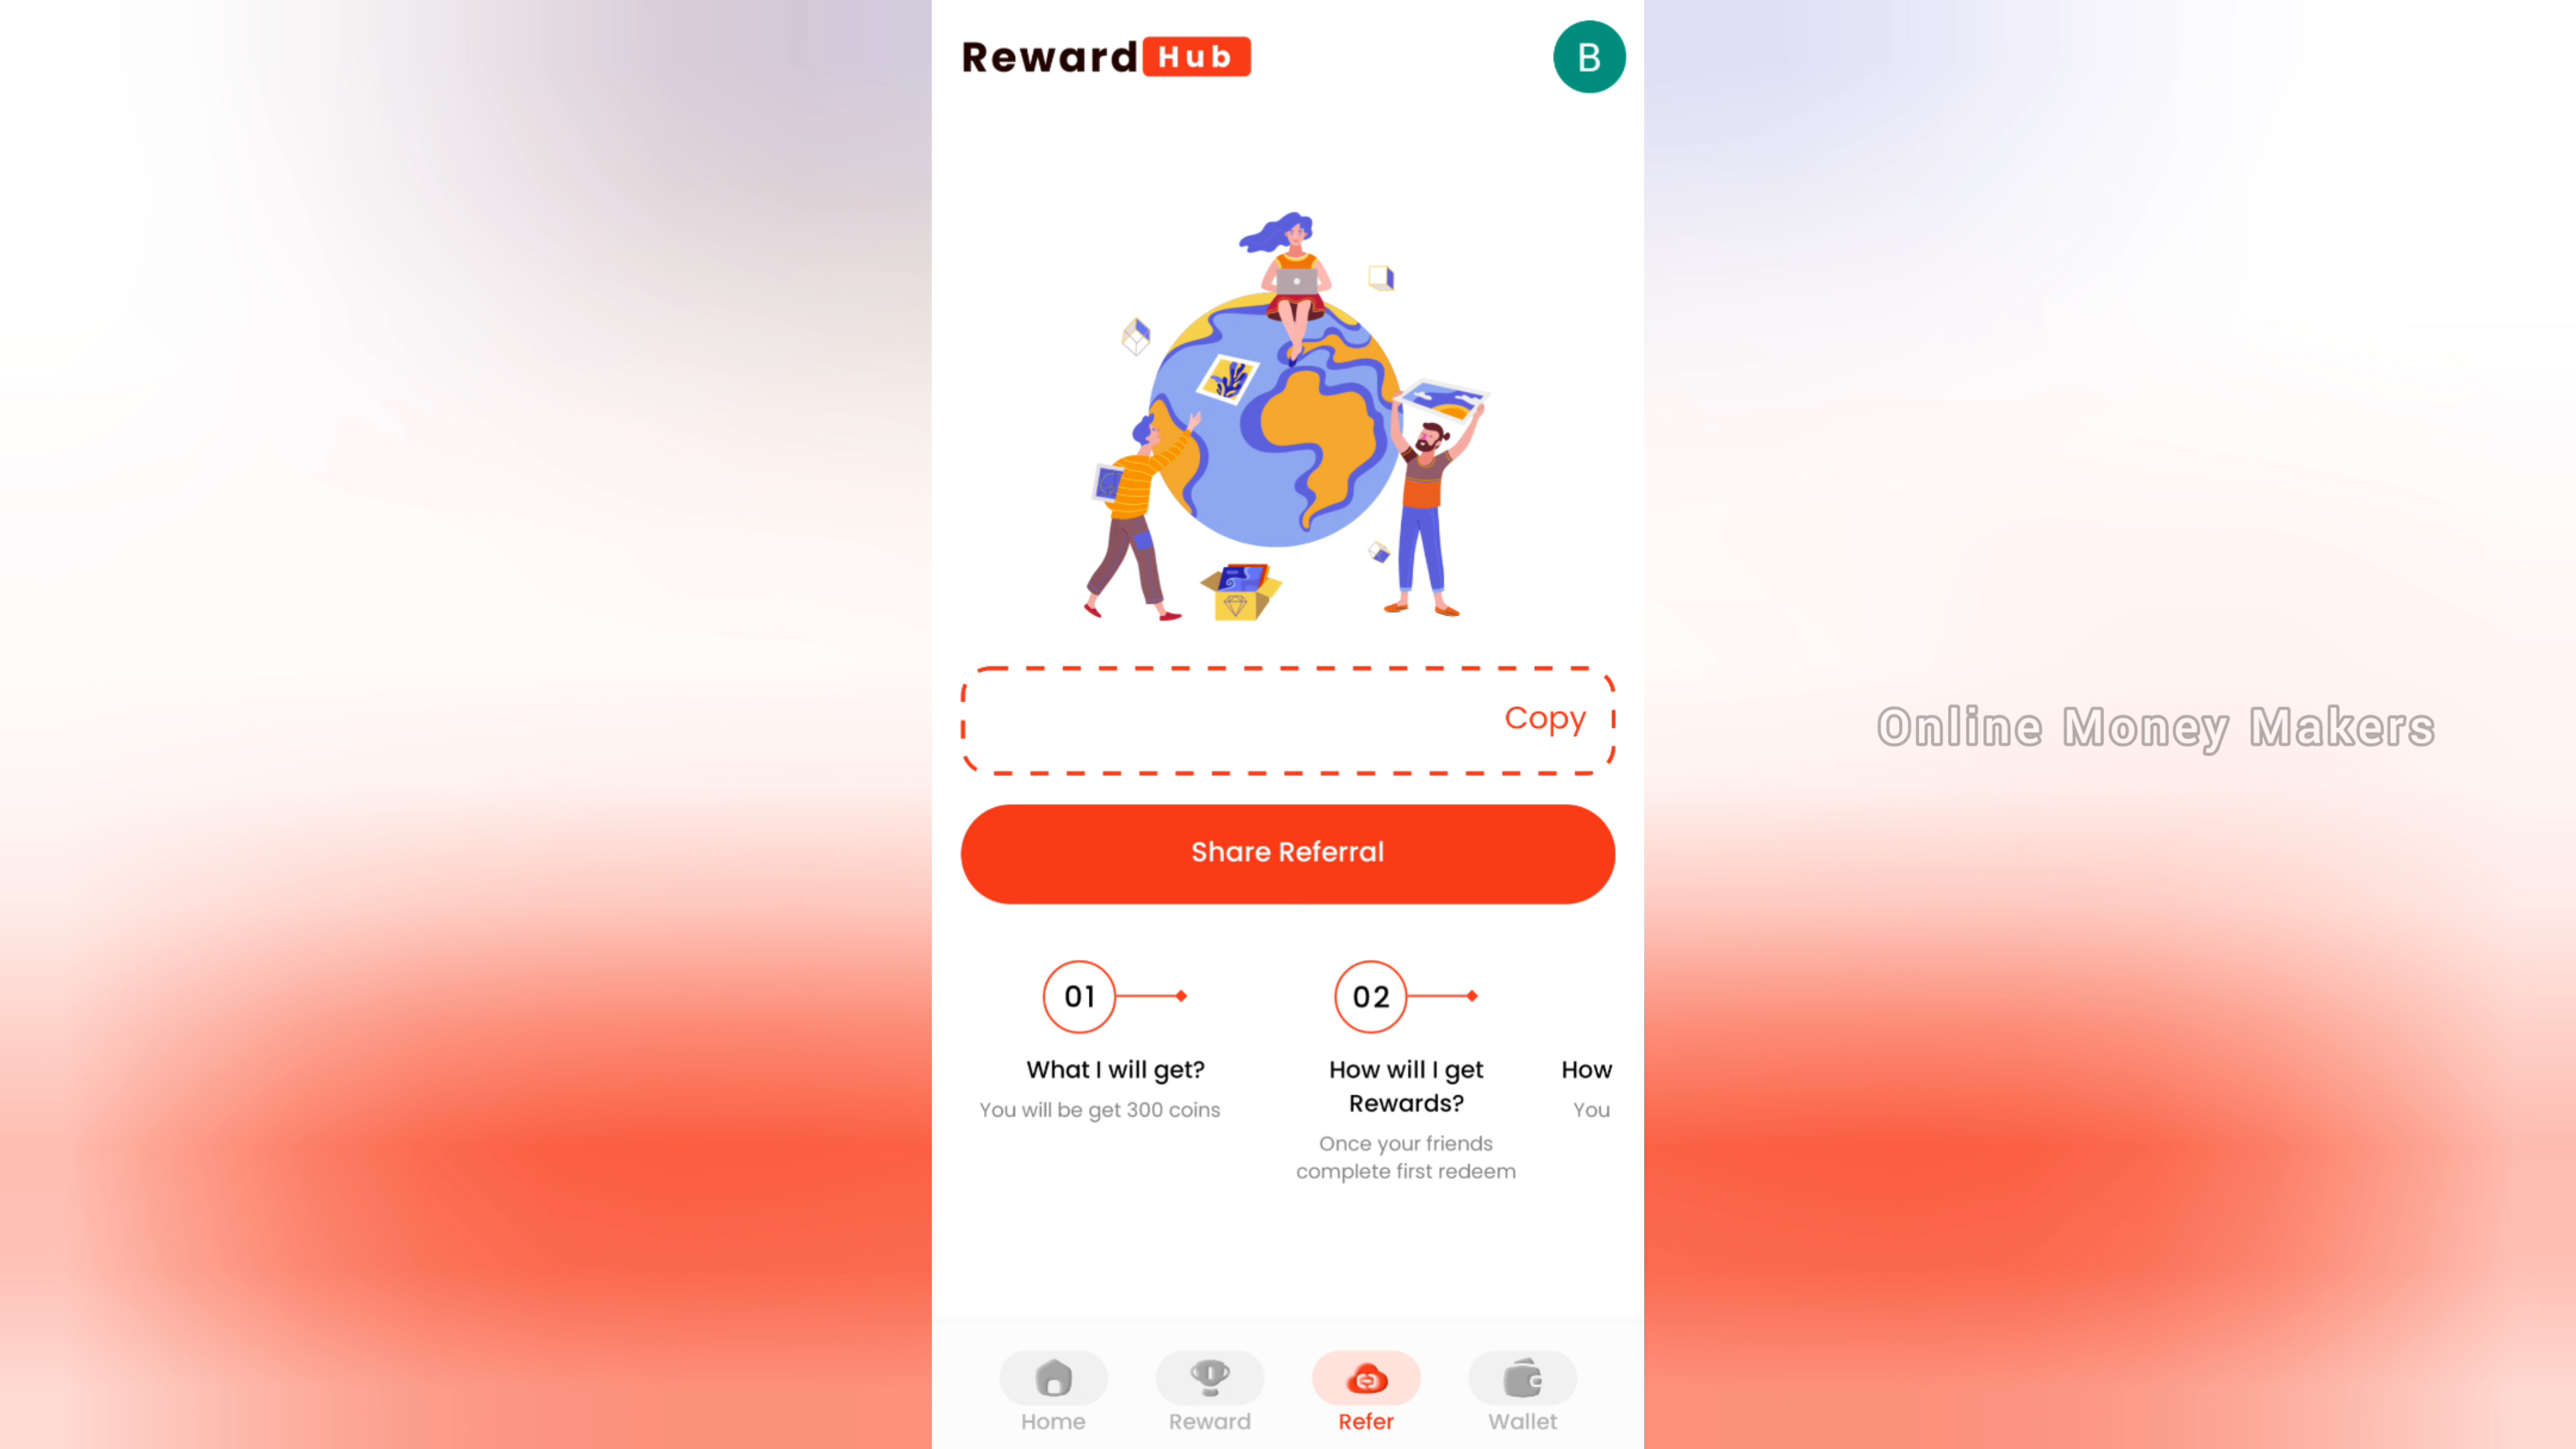 Reward Hub
B
Copy
Online Money Makers
Share Referral
01
02
What I will get?
You will be get 300 coins
How will I get
Rewards?
Once your friends
complete first redeem
How
You
Home
Reward
Refer
Wallet